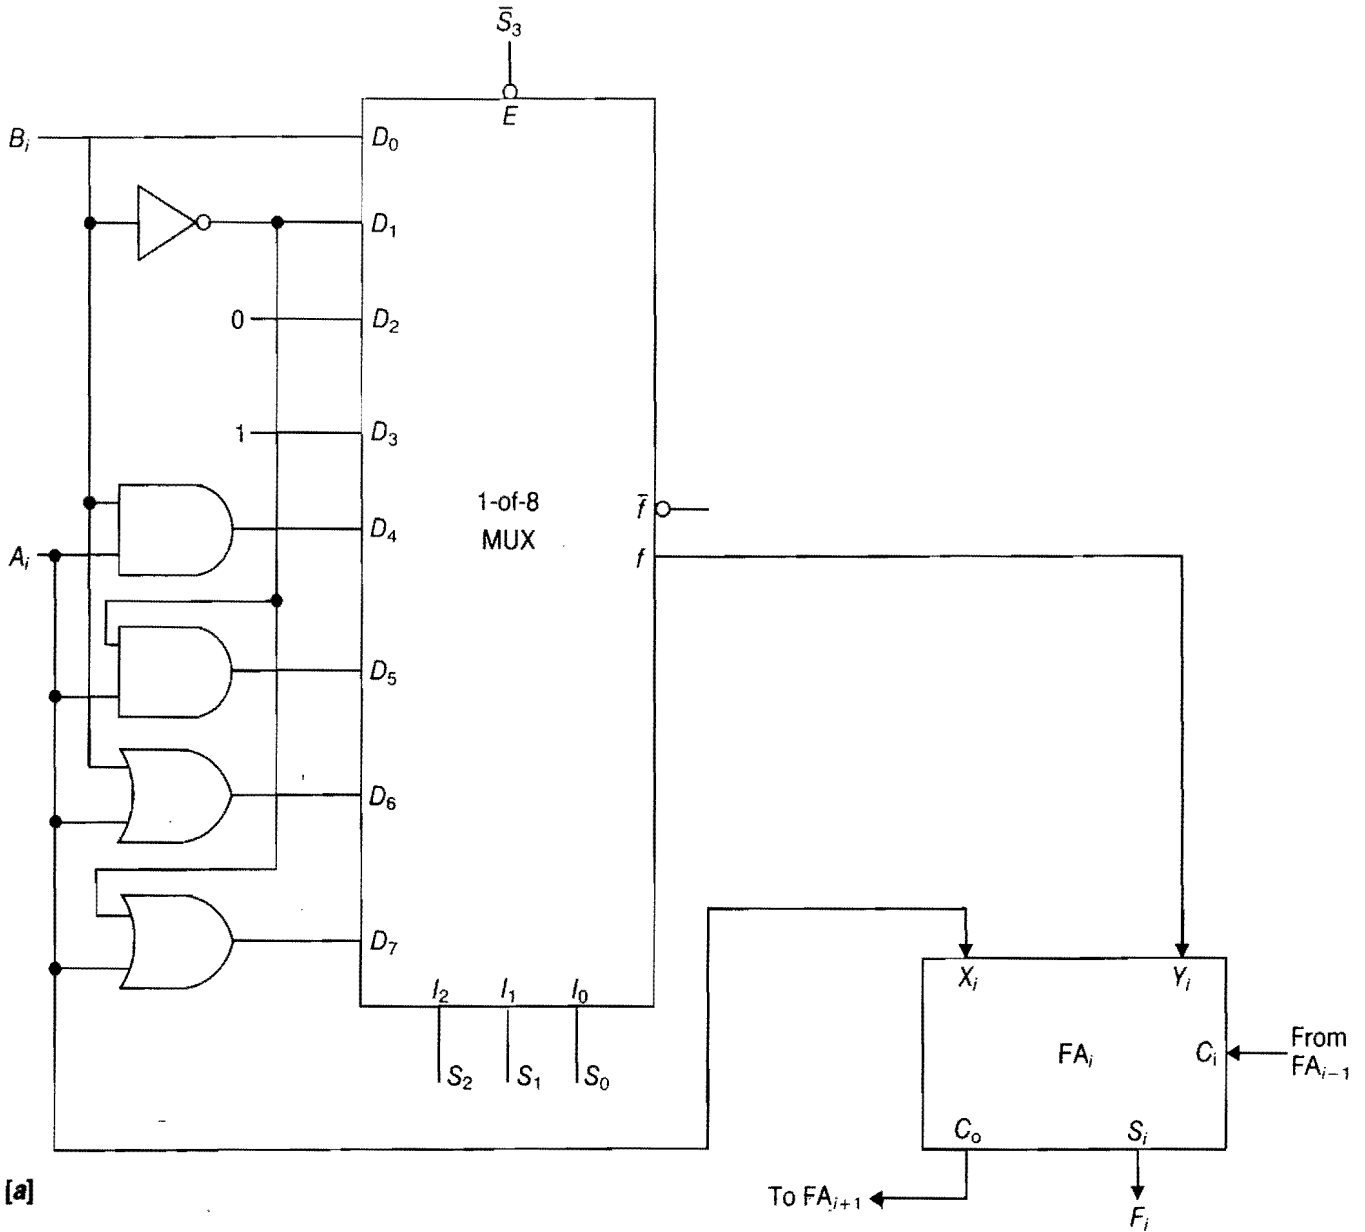 S̅₃
E
Bᵢ
D₀
D₁
0
D₂
1
D₃
1-of-8
MUX
f̅
D₄
Aᵢ
f
D₅
D₆
D₇
I₂ I₁ I₀
S₂ S₁ S₀
Xᵢ Yᵢ
FAᵢ
Cᵢ
From
FAᵢ₋₁
Cₒ Sᵢ
To FAᵢ₊₁
Fᵢ
[a]